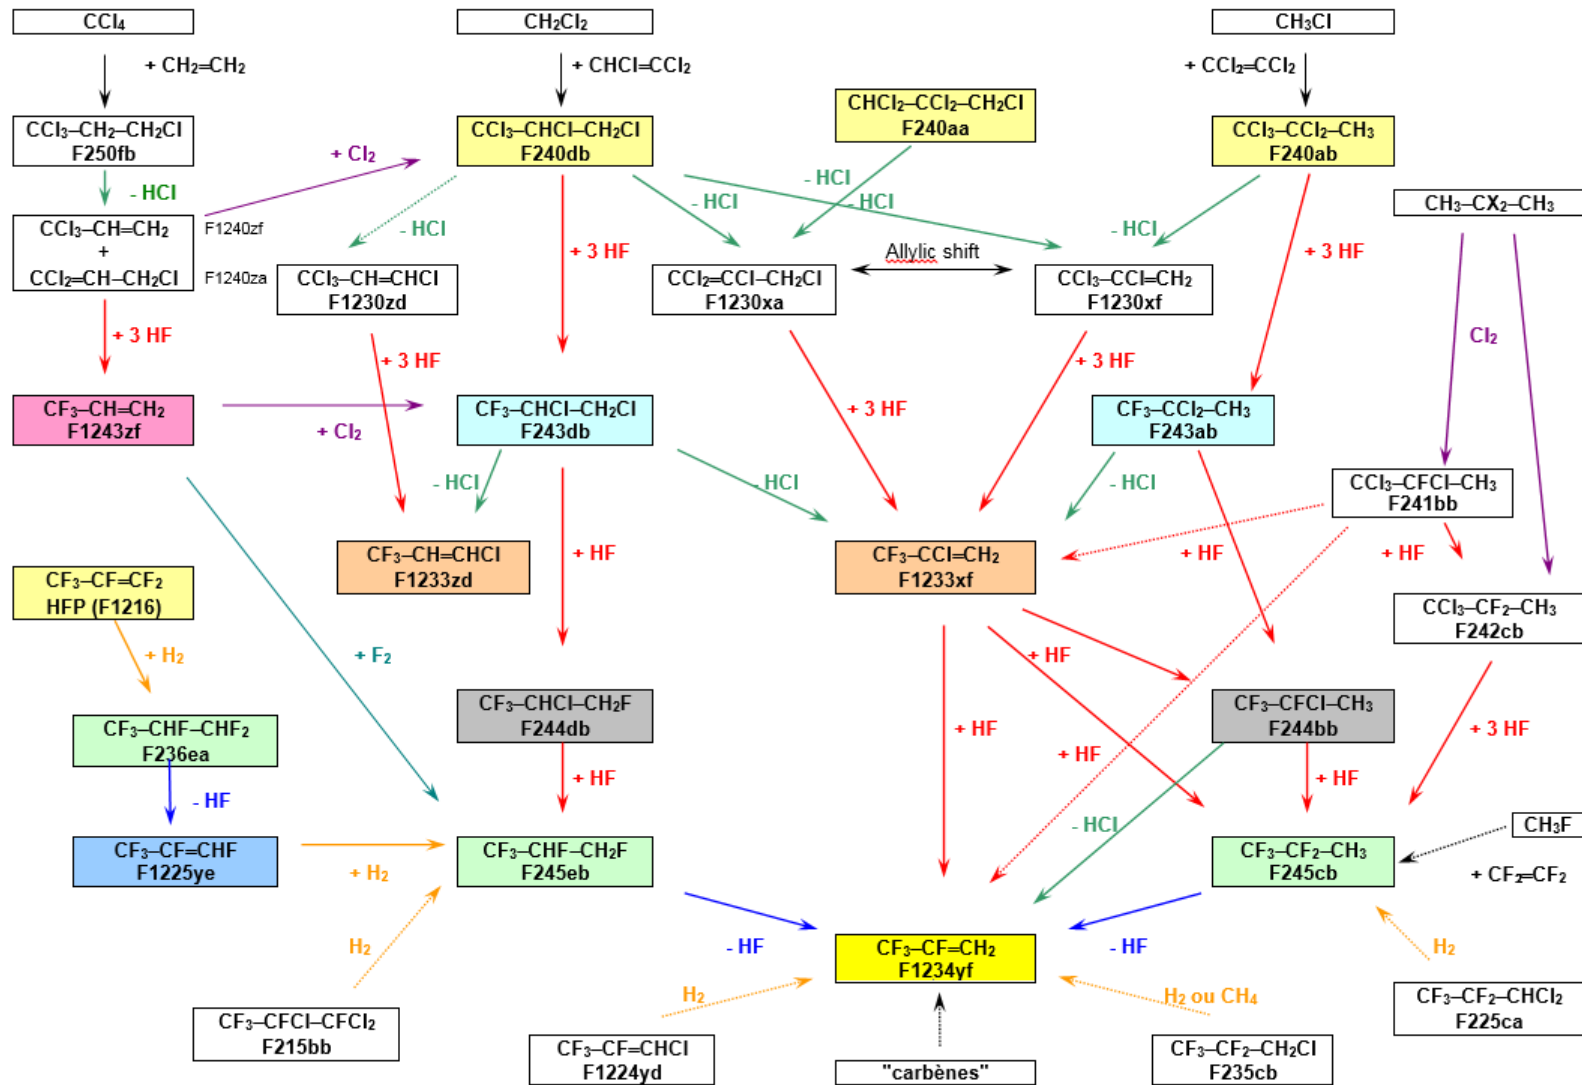 CCl₄
CH₂Cl₂
CH₃Cl
+ CH₂=CH₂
+ CHCl=CCl₂
+ CCl₂=CCl₂
CCl₃–CH₂–CH₂Cl
F250fb
+ Cl₂
CCl₃–CHCl–CH₂Cl
F240db
CHCl₂–CCl₂–CH₂Cl
F240aa
CCl₃–CCl₂–CH₃
F240ab
- HCl
- HCl
- HCl
- HCl
- HCl
- HCl
CH₃–CX₂–CH₃
CCl₃–CH=CH₂
+
CCl₂=CH–CH₂Cl
F1240zf
F1240za
+ 3 HF
Allylic shift
+ 3 HF
CCl₃–CH=CHCl
F1230zd
CCl₂=CCl–CH₂Cl
F1230xa
CCl₃–CCl=CH₂
F1230xf
+ 3 HF
+ 3 HF
+ 3 HF
Cl₂
CF₃–CH=CH₂
F1243zf
+ Cl₂
CF₃–CHCl–CH₂Cl
F243db
+ 3 HF
CF₃–CCl₂–CH₃
F243ab
- HCl
- HCl
- HCl
CCl₃–CFCl–CH₃
F241bb
CF₃–CH=CHCl
F1233zd
+ HF
CF₃–CCl=CH₂
F1233xf
+ HF
+ HF
CF₃–CF=CF₂
HFP (F1216)
CCl₃–CF₂–CH₃
F242cb
+ H₂
+ F₂
+ HF
CF₃–CHF–CHF₂
F236ea
CF₃–CHCl–CH₂F
F244db
CF₃–CFCl–CH₃
F244bb
+ HF
+ HF
+ 3 HF
- HF
+ HF
+ HF
- HCl
CH₃F
CF₃–CF=CHF
F1225ye
+ H₂
CF₃–CHF–CH₂F
F245eb
CF₃–CF₂–CH₃
F245cb
+ CF₂=CF₂
H₂
- HF
CF₃–CF=CH₂
F1234yf
- HF
H₂
H₂
H₂ ou CH₄
CF₃–CFCl–CFCl₂
F215bb
CF₃–CF=CHCl
F1224yd
"carbènes"
CF₃–CF₂–CH₂Cl
F235cb
CF₃–CF₂–CHCl₂
F225ca